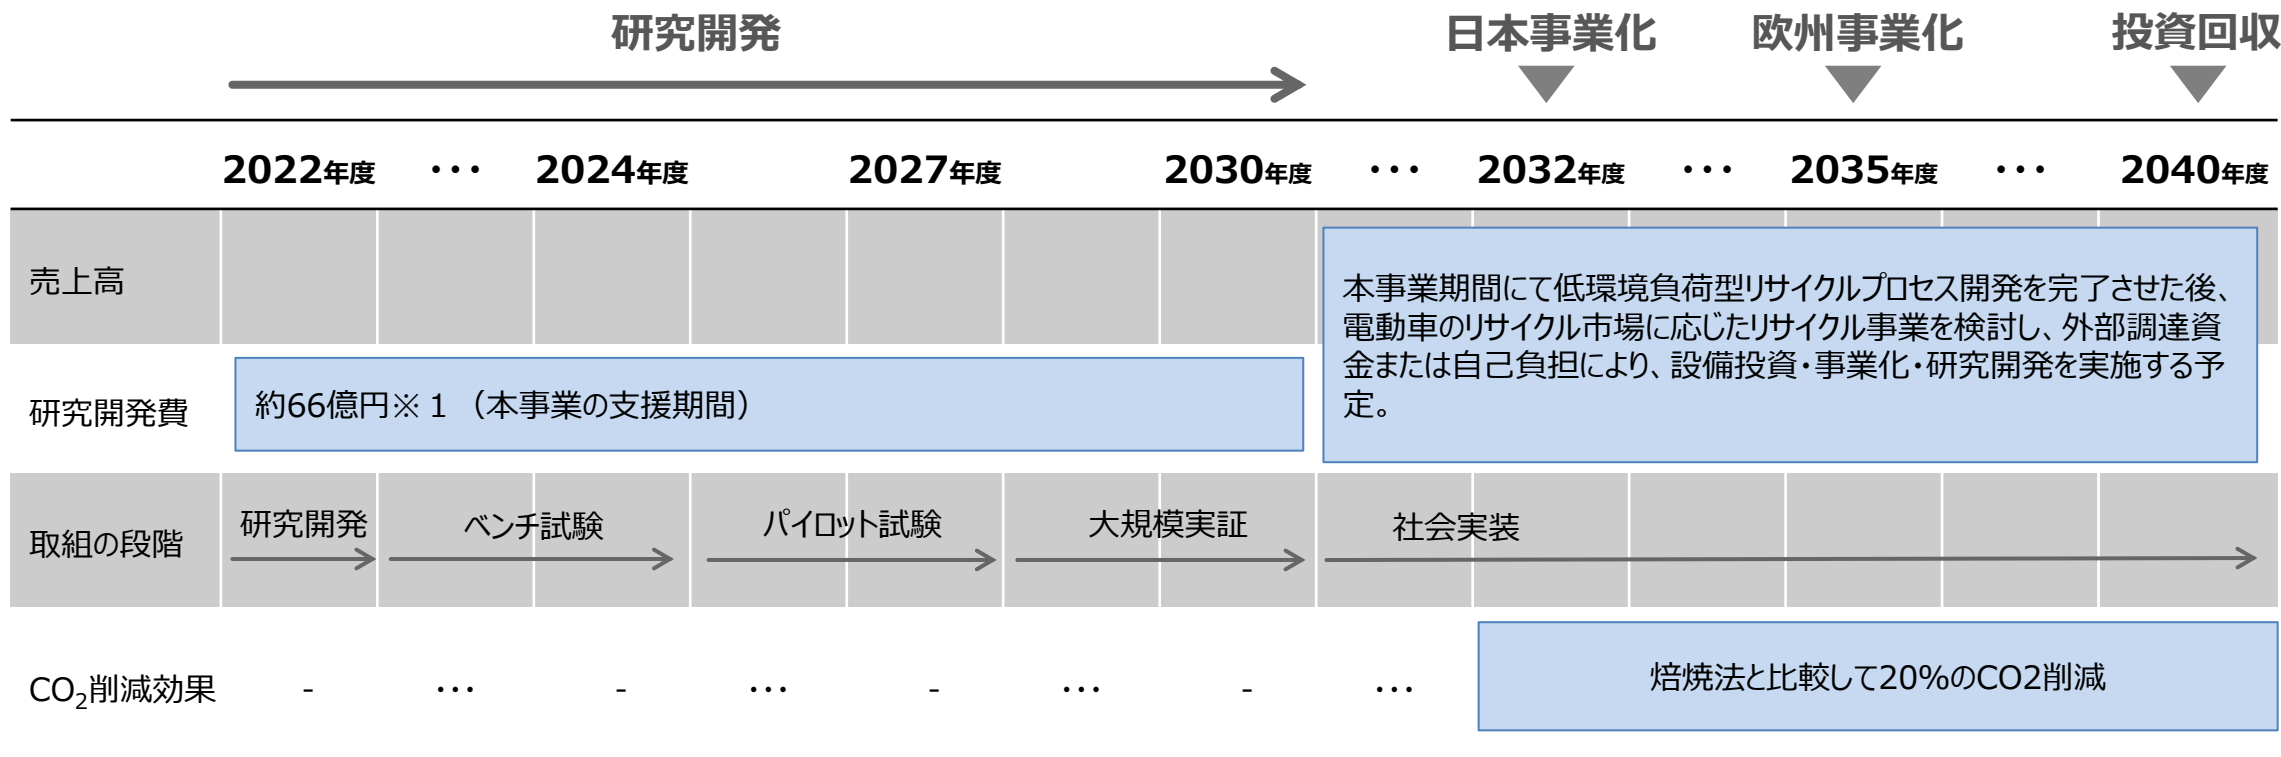 研究開発 日本事業化 欧州事業化 投資回収
2022年度 ・・・ 2024年度 2027年度 2030年度 ・・・ 2032年度 ・・・ 2035年度 ・・・ 2040年度
売上高
本事業期間にて低環境負荷型リサイクルプロセス開発を完了させた後、
電動車のリサイクル市場に応じたリサイクル事業を検討し、外部調達資
金または自己負担により、設備投資・事業化・研究開発を実施する予
定。
研究開発費
約66億円※１（本事業の支援期間）
取組の段階
研究開発 ベンチ試験 パイロット試験 大規模実証 社会実装
CO₂削減効果 - ・・・ - ・・・ - ・・・ - ・・・
焙焼法と比較して20%のCO2削減